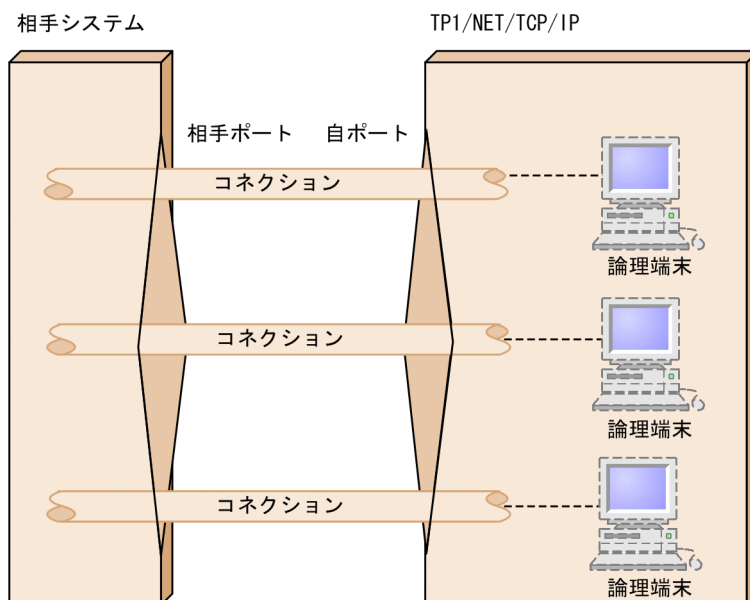 相手システム
TP1/NET/TCP/IP
相手ポート
自ポート
コネクション
論理端末
コネクション
論理端末
コネクション
論理端末